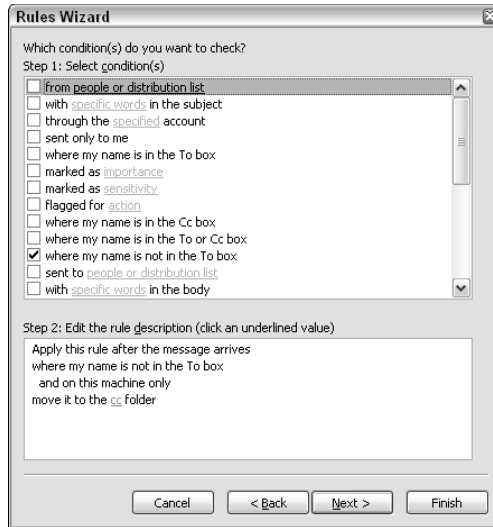 Rules Wizard
Which condition(s) do you want to check?
Step 1: Select condition(s)
from people or distribution list
with specific words in the subject
through the specified account
sent only to me
where my name is in the To box
marked as importance
marked as sensitivity
flagged for action
where my name is in the Cc box
where my name is in the To or Cc box
where my name is not in the To box
sent to people or distribution list
with specific words in the body
Step 2: Edit the rule description (click an underlined value)
Apply this rule after the message arrives
where my name is not in the To box
and on this machine only
move it to the cc folder
Cancel < Back Next > Finish